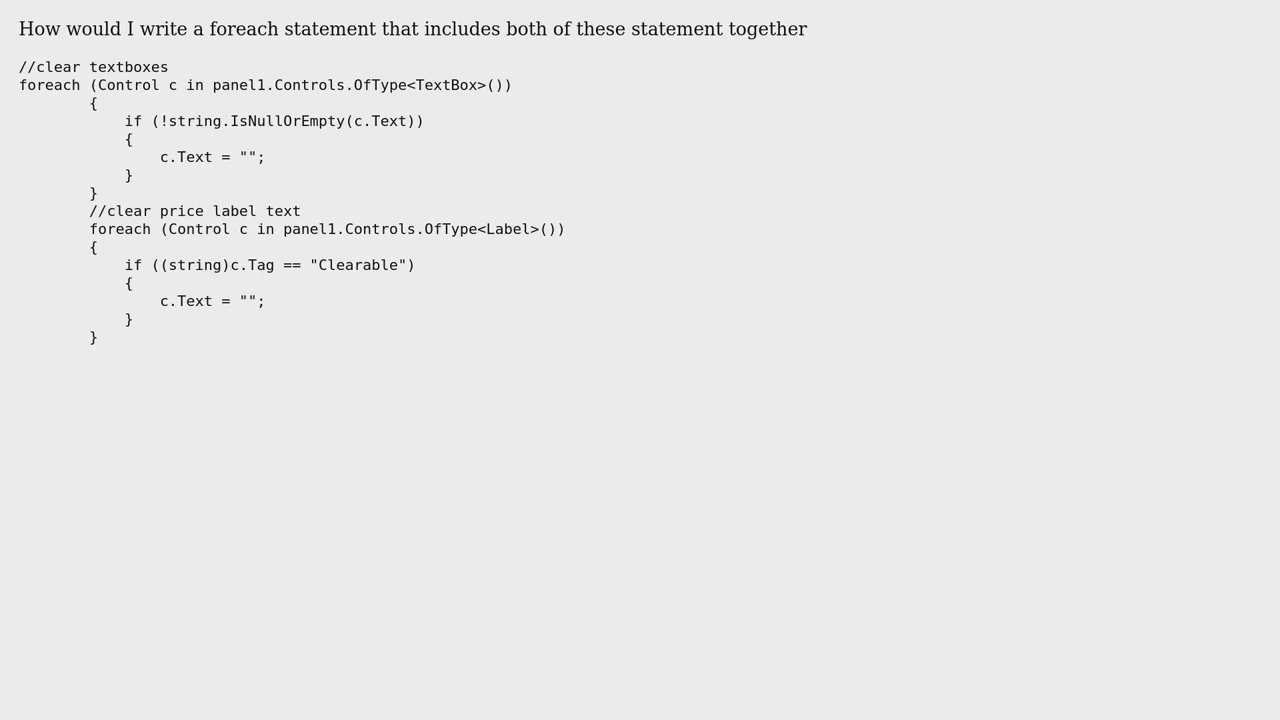 How would I write a foreach statement that includes both of these statement together
//clear textboxes
foreach (Control c in panel1.Controls.OfType<TextBox>())
        {
            if (!string.IsNullOrEmpty(c.Text))
            {
                c.Text = "";
            }
        }
        //clear price label text
        foreach (Control c in panel1.Controls.OfType<Label>())
        {
            if ((string)c.Tag == "Clearable")
            {
                c.Text = "";
            }
        }